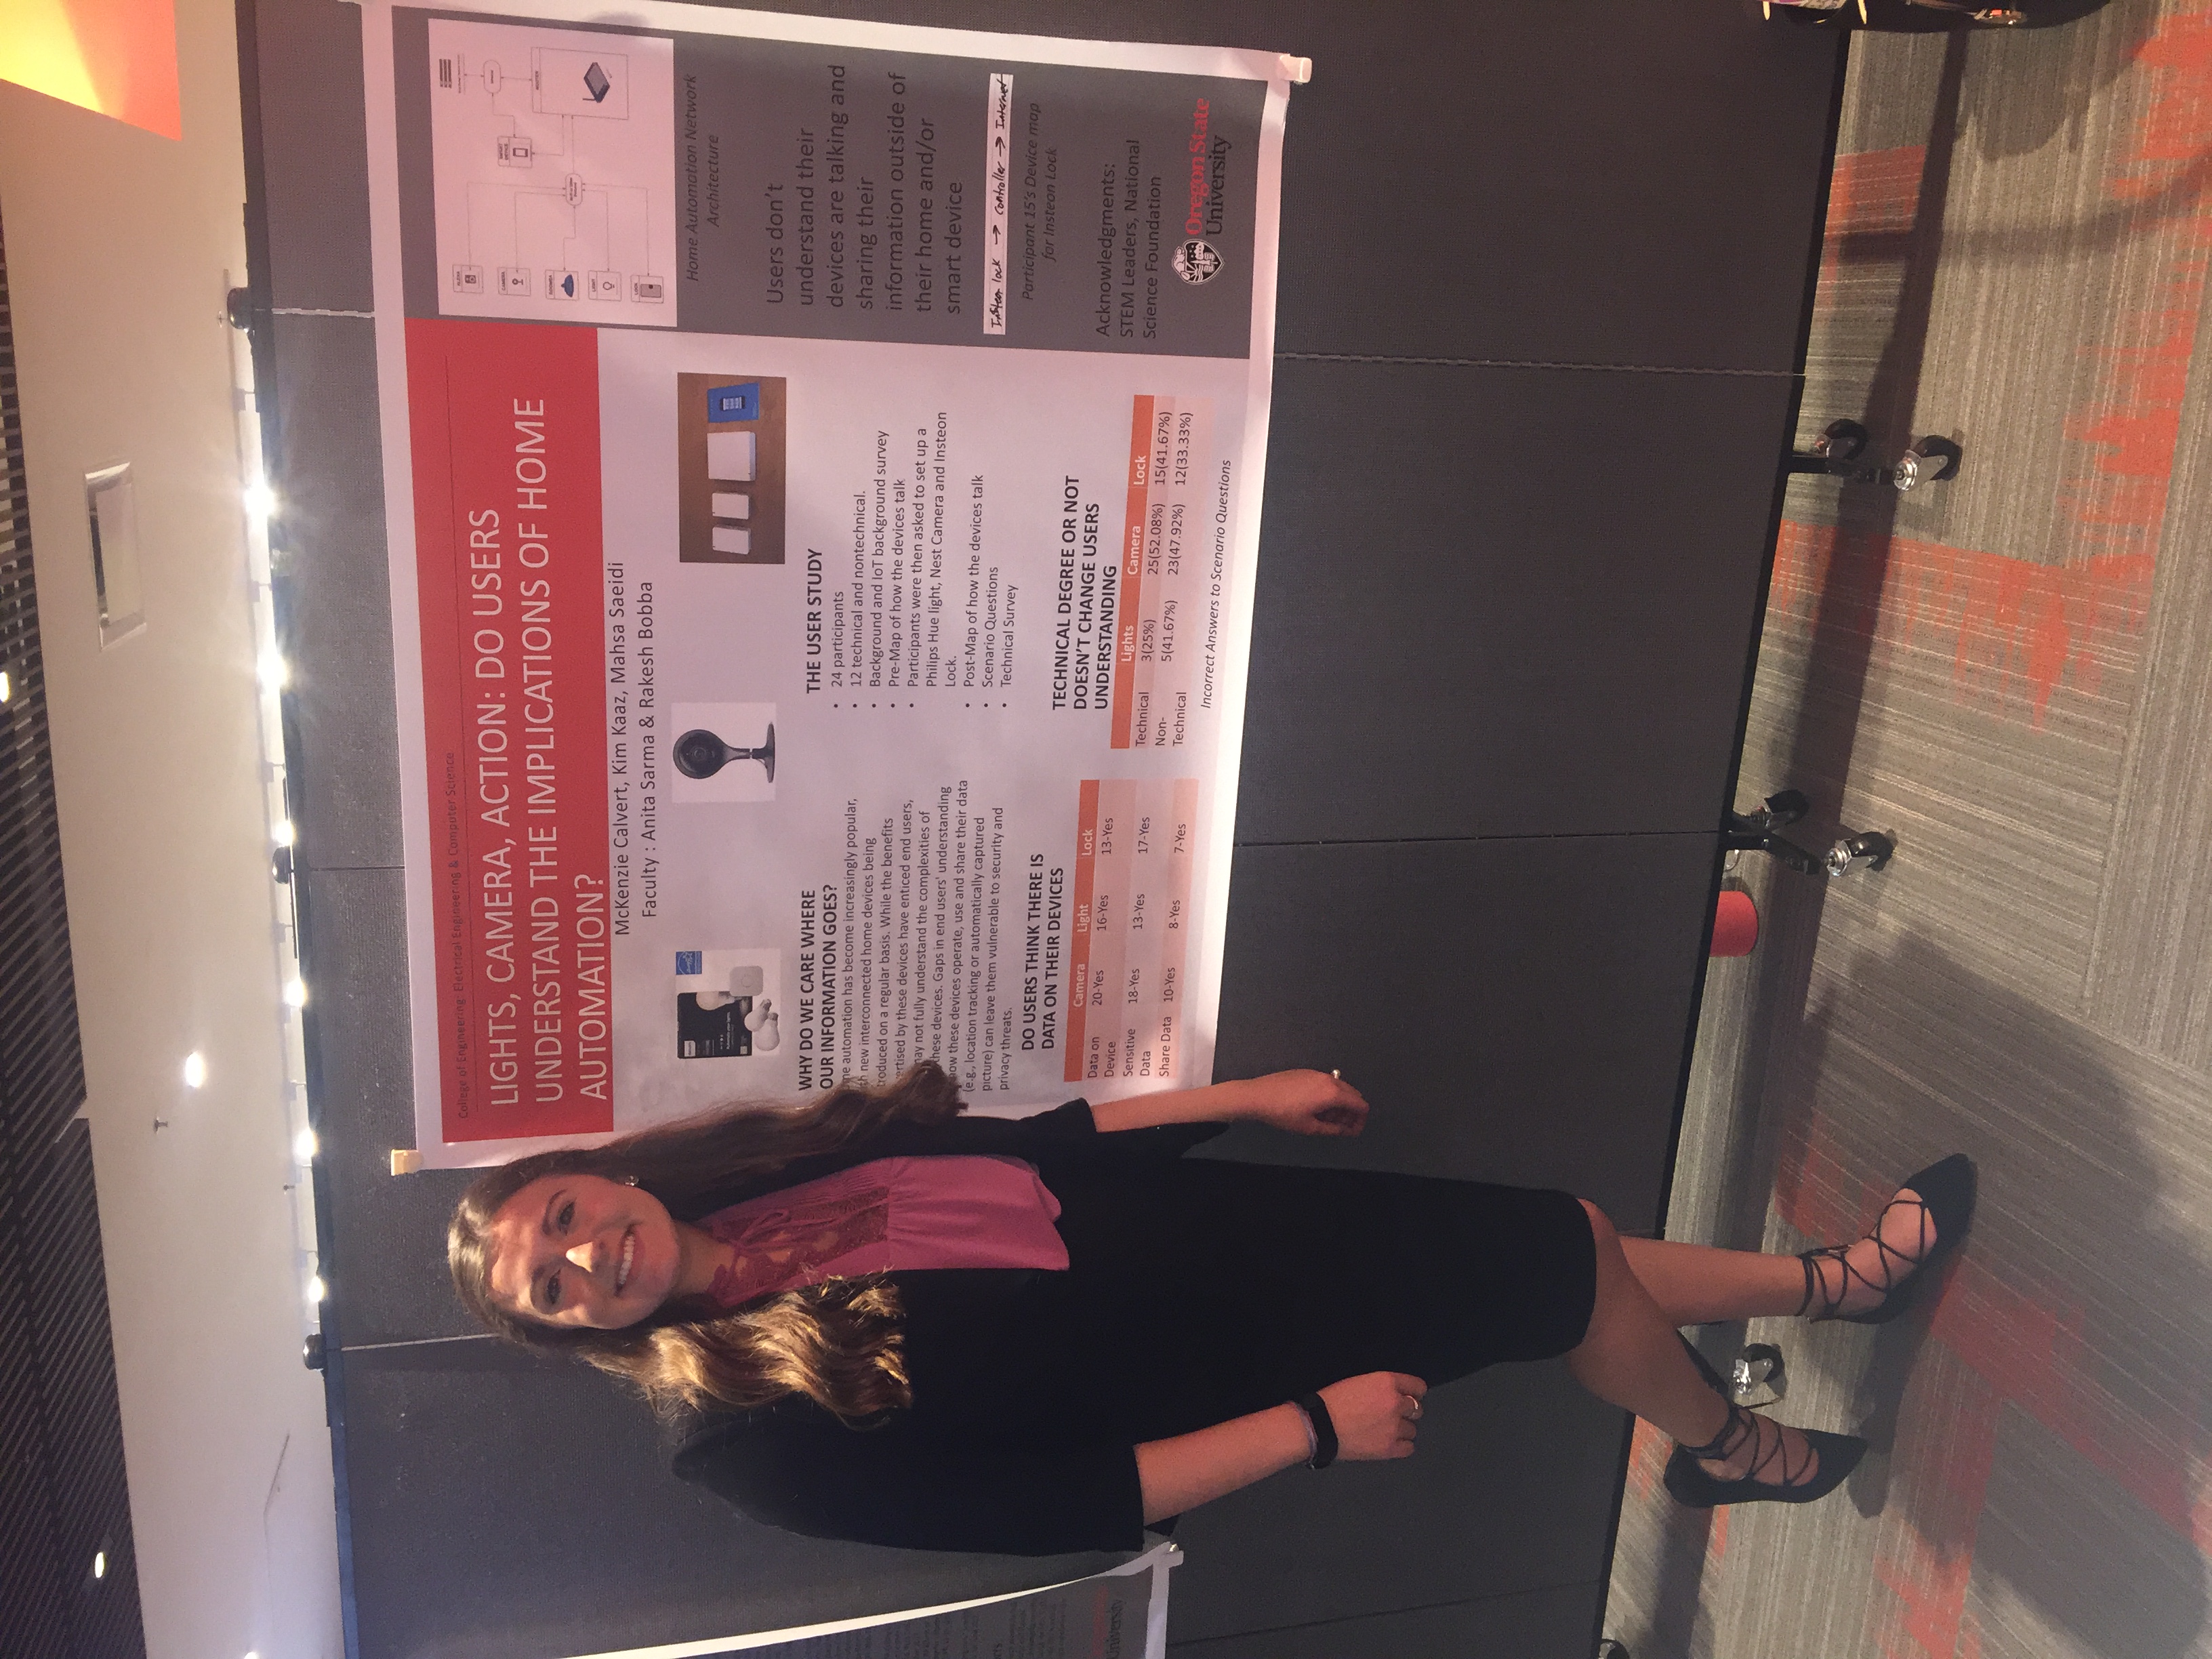 College of Engineering: Electrical Engineering & Computer Science
LIGHTS, CAMERA, ACTION: DO USERS
UNDERSTAND THE IMPLICATIONS OF HOME
AUTOMATION?
McKenzie Calvert, Kim Kaaz, Mahsa Saeidi
Faculty : Anita Sarma & Rakesh Bobba
WHY DO WE CARE WHERE
OUR INFORMATION GOES?
automation has become increasingly popular,
new interconnected home devices being
on a regular basis. While the benefits
by these devices have enticed end users,
may not fully understand the complexities of
these devices. Gaps in end users' understanding
how these devices operate, use and share their data
(e.g., location tracking or automatically captured
picture) can leave them vulnerable to security and
privacy threats.
DO USERS THINK THERE IS
DATA ON THEIR DEVICES
Camera Light Lock
Data on Device 20-Yes 16-Yes 13-Yes
Sensitive Data 18-Yes 13-Yes 17-Yes
Share Data 10-Yes 8-Yes 7-Yes
THE USER STUDY
• 24 participants
• 12 technical and nontechnical.
• Background and IoT background survey
• Pre-Map of how the devices talk
• Participants were then asked to set up a
Philips Hue light, Nest Camera and Insteon
Lock.
• Post-Map of how the devices talk
• Scenario Questions
• Technical Survey
TECHNICAL DEGREE OR NOT
DOESN'T CHANGE USERS
UNDERSTANDING
Lights Camera Lock
Technical 3(25%) 25(52.08%) 15(41.67%)
Non-Technical 5(41.67%) 23(47.92%) 12(33.33%)
Incorrect Answers to Scenario Questions
ALEXA
CAMERA
LIGHT
LOCK
ROUTER
Home Automation Network
Architecture
Users don't
understand their
devices are talking and
sharing their
information outside of
their home and/or
smart device
Insteon lock → Controller → Internet
Participant 15's Device map
for Insteon Lock
Acknowledgments:
STEM Leaders, National
Science Foundation
Oregon State
University
University